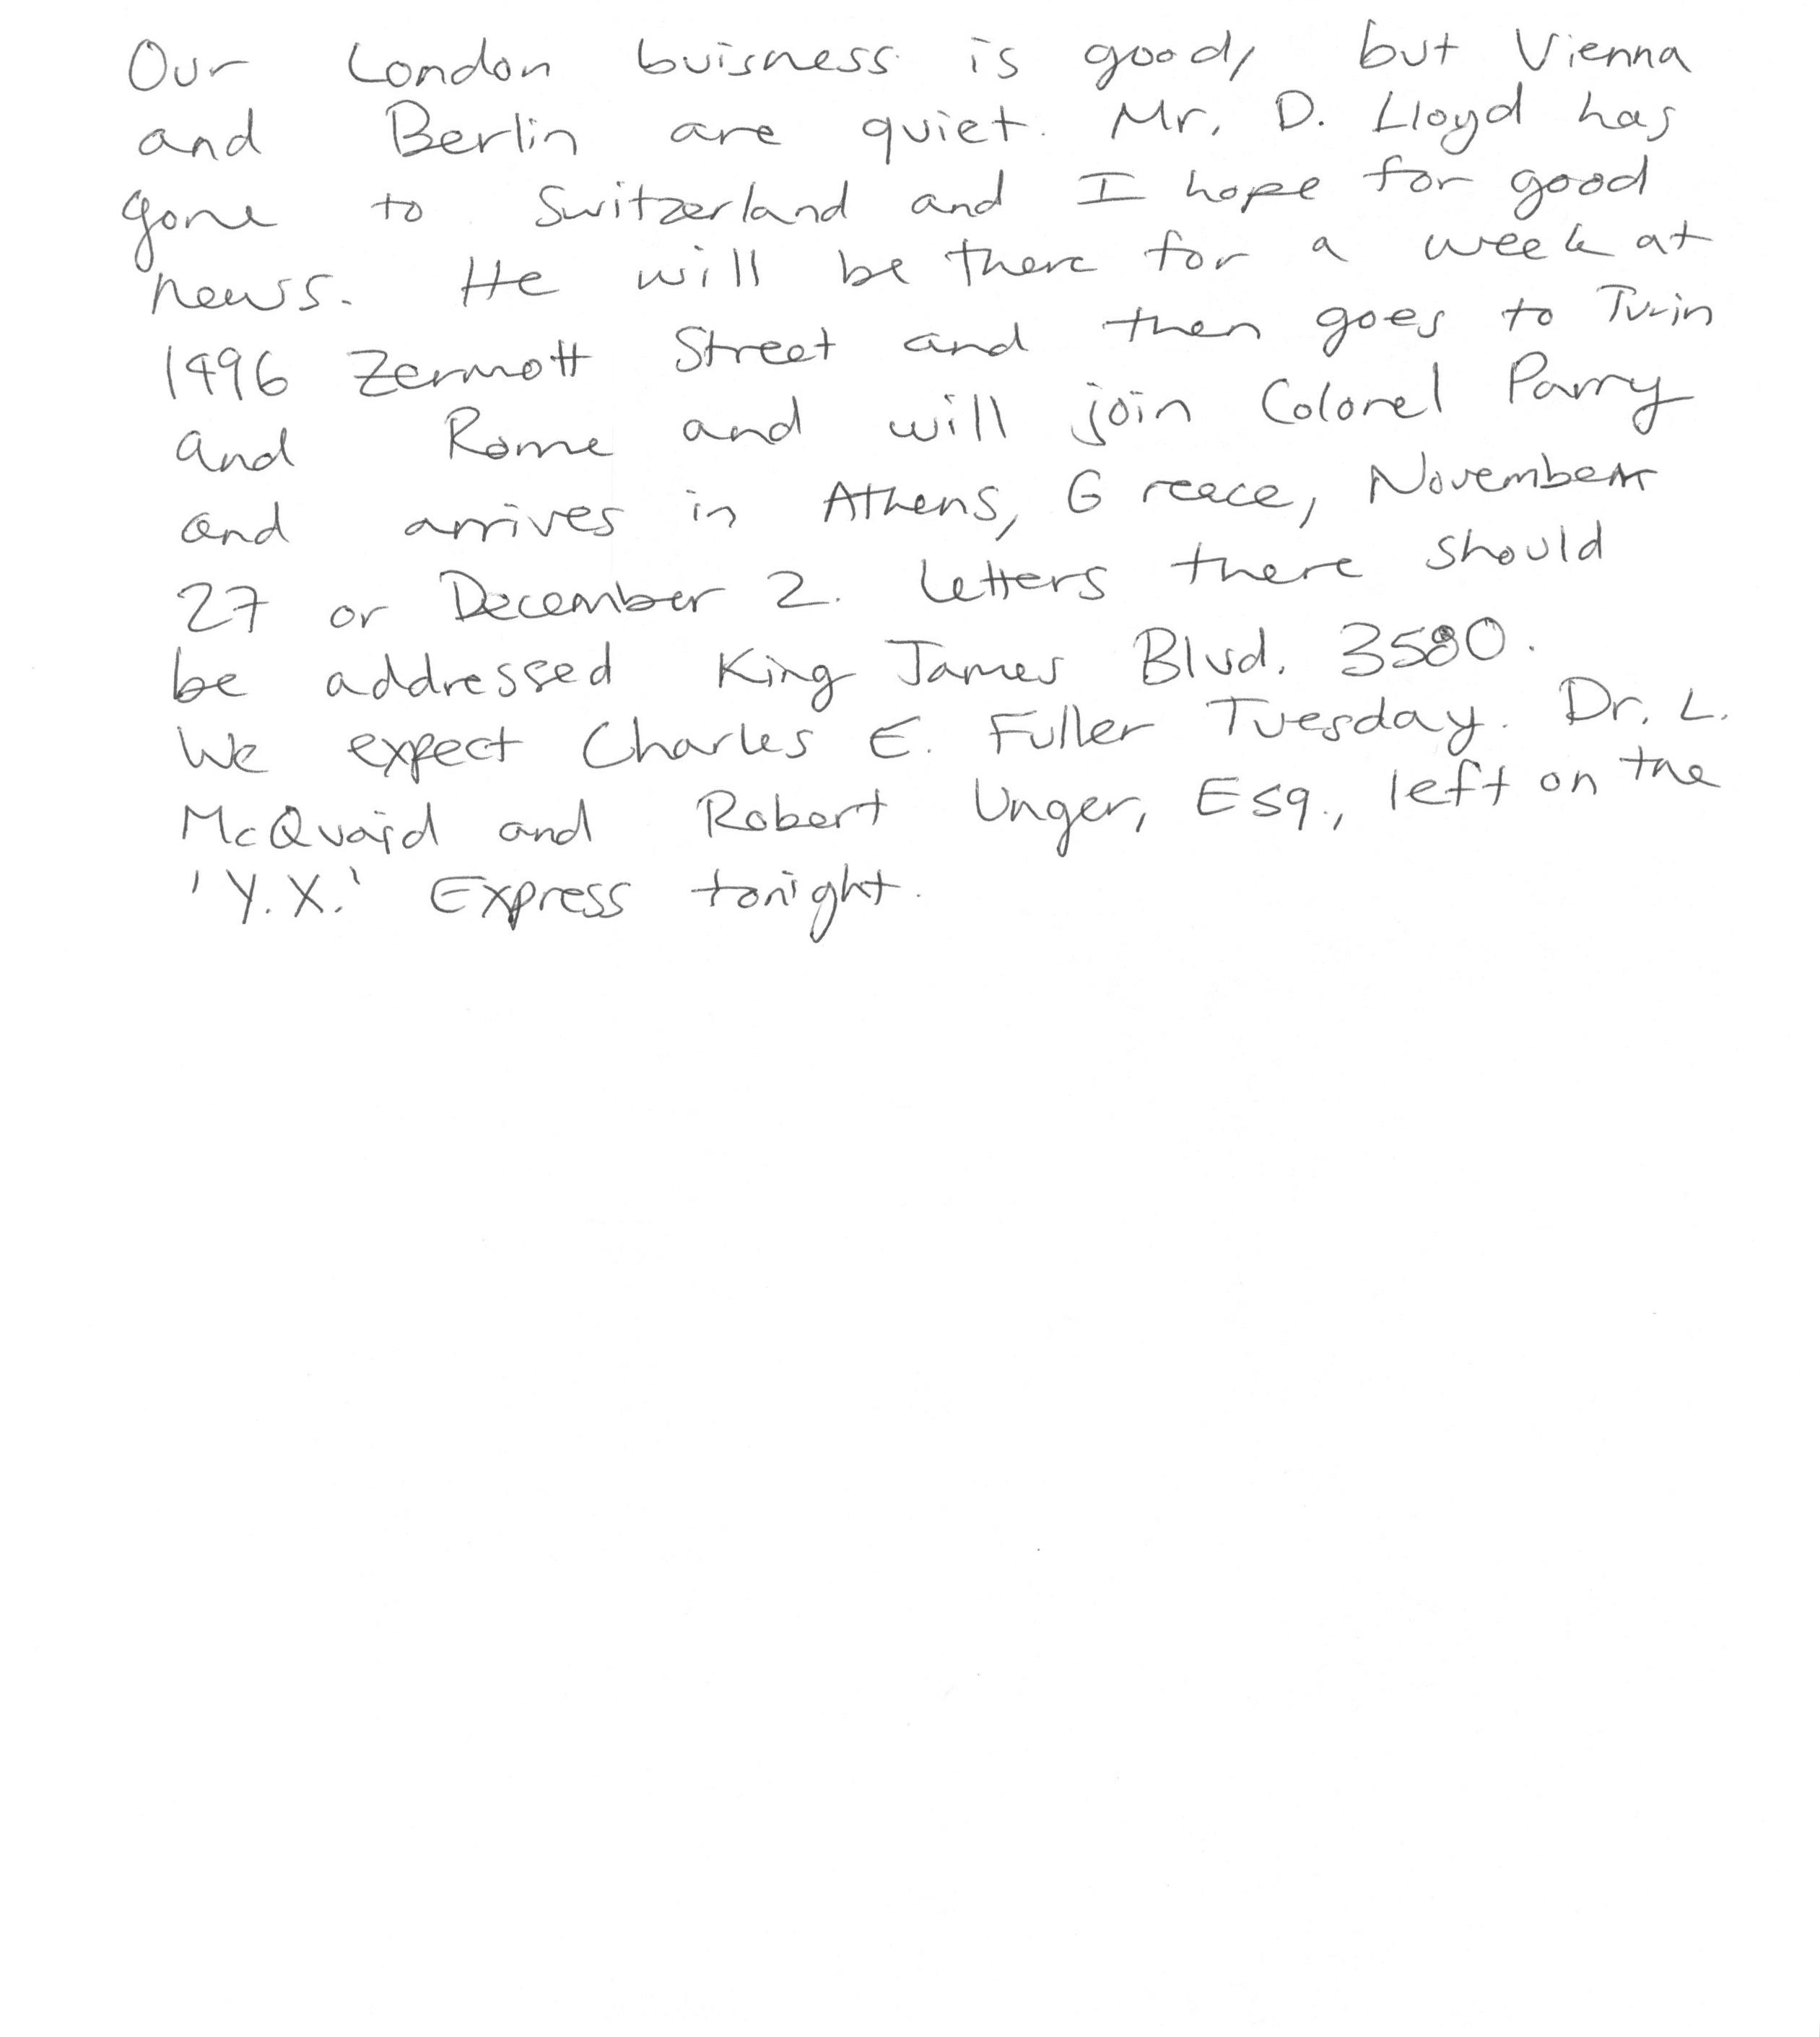 Our London buisness is good, but Vienna
and Berlin are quiet. Mr. D. Lloyd has
gone to Switzerland and I hope for good
news. He will be there for a week at
1496 Zermott Street and then goes to Turin
and Rome and will join Colonel Parry
and arrives in Athens, Greece, November
27 or December 2. Letters there should
be addressed King James Blvd. 3580.
We expect Charles E. Fuller Tuesday. Dr. L.
McQuaid and Robert Unger, Esq., left on the
'Y.X.' Express tonight.